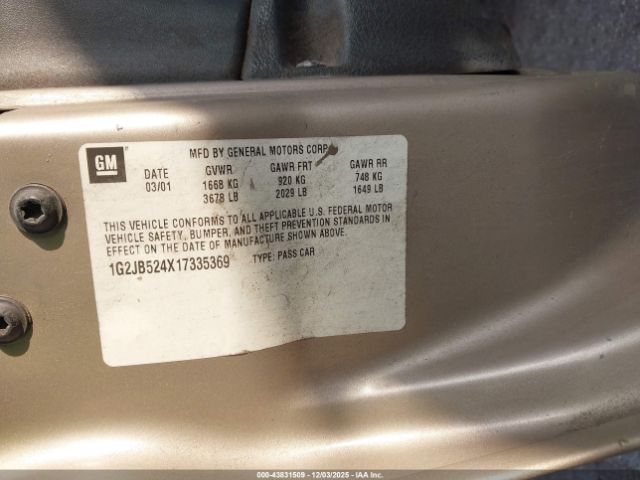 GM
MFD BY GENERAL MOTORS CORP
DATE GVWR GAWR FRT GAWR RR
03/01 1668 KG 920 KG 748 KG
3678 LB 2029 LB 1649 LB
THIS VEHICLE CONFORMS TO ALL APPLICABLE U.S. FEDERAL MOTOR
VEHICLE SAFETY, BUMPER, AND THEFT PREVENTION STANDARDS IN
EFFECT ON THE DATE OF MANUFACTURE SHOWN ABOVE.
1G2JB524X17335369 TYPE: PASS CAR
000-43831509 | 12/03/2025 - IAA Inc.